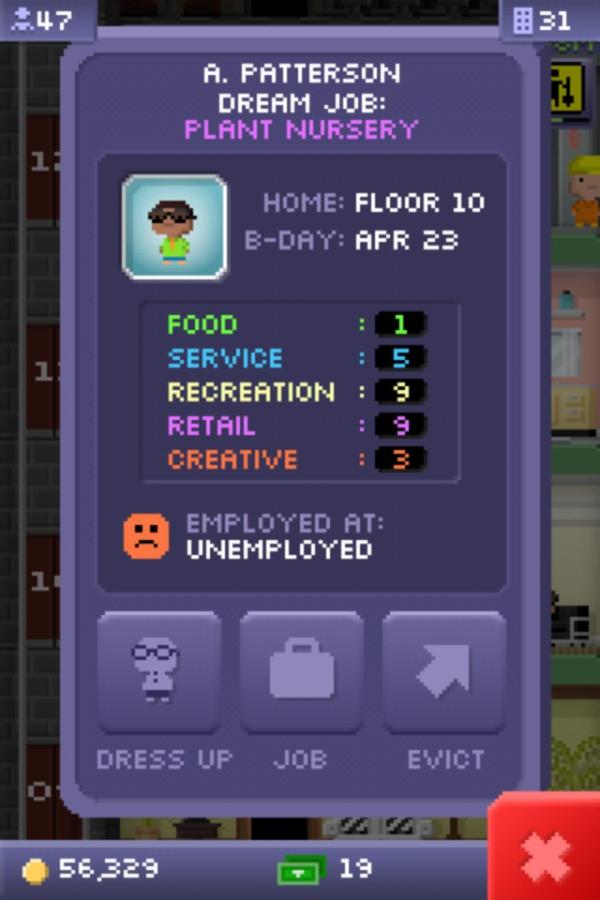 47
31
A. PATTERSON
DREAM JOB:
PLANT NURSERY
HOME: FLOOR 10
B-DAY: APR 23
FOOD : 1
SERVICE : 5
RECREATION : 9
RETAIL : 9
CREATIVE : 3
EMPLOYED AT:
UNEMPLOYED
DRESS UP JOB EVICT
56,329 19